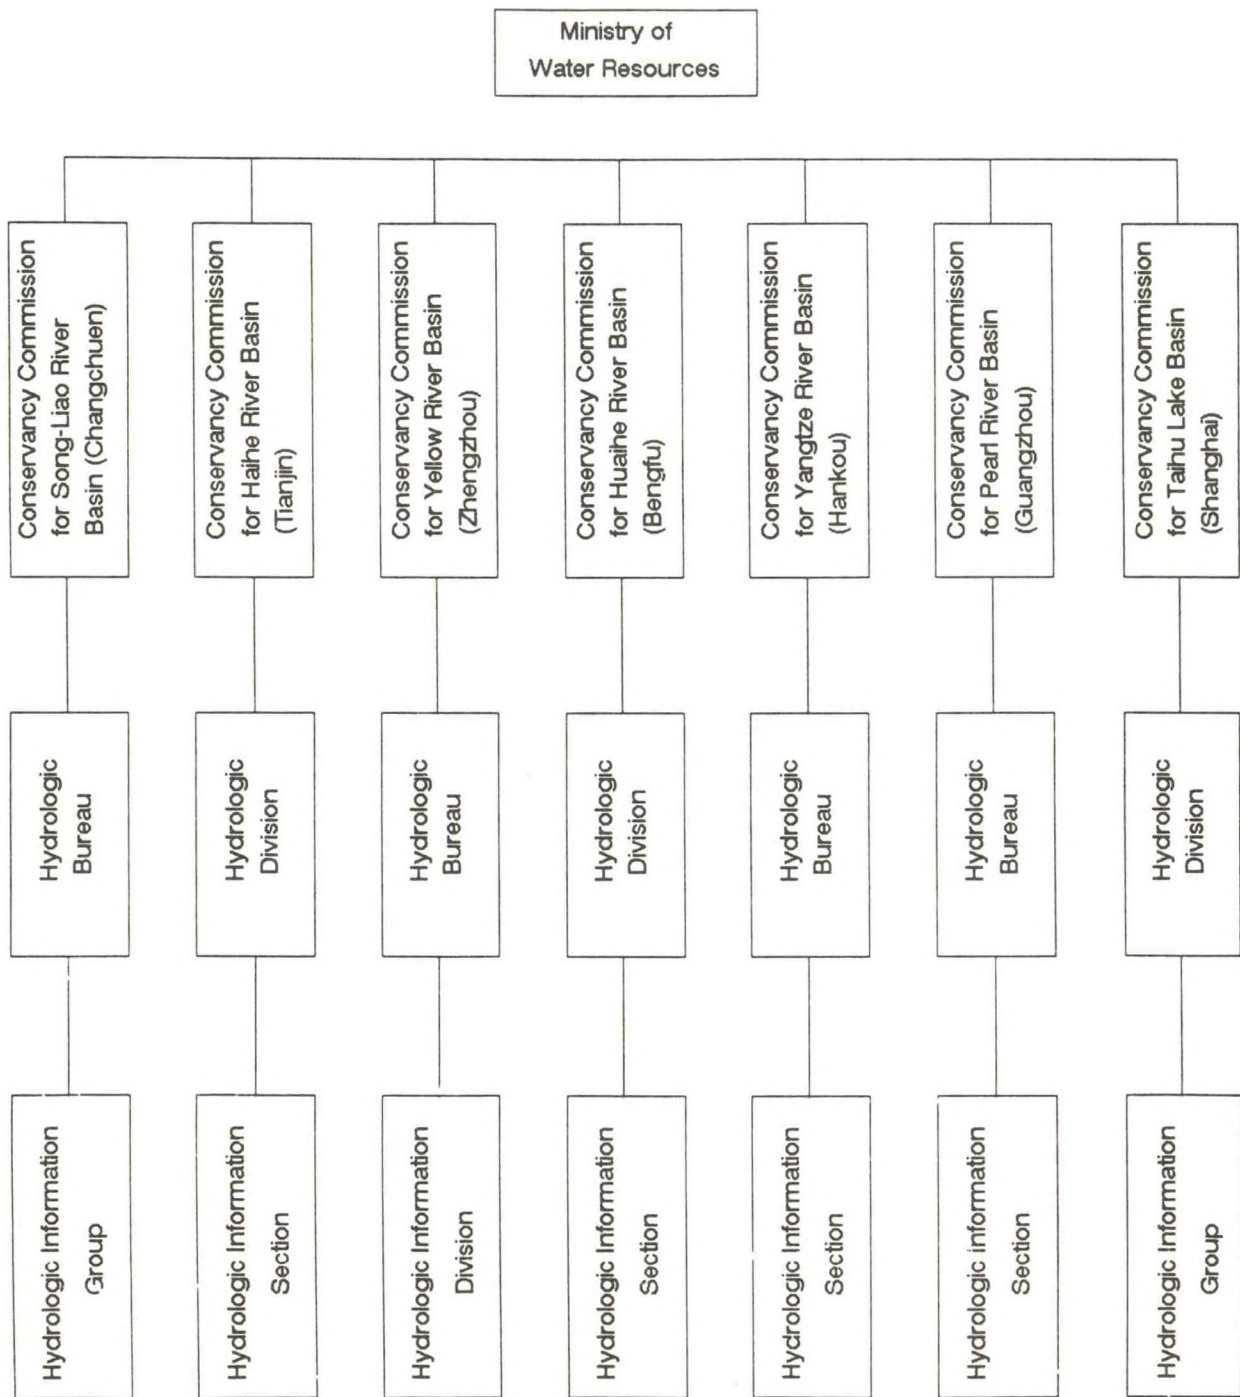 Ministry of
Water Resources
Conservancy Commission
for Song-Liao River
Basin (Changchuen)
Conservancy Commission
for Haihe River Basin
(Tianjin)
Conservancy Commission
for Yellow River Basin
(Zhengzhou)
Conservancy Commission
for Huaihe River Basin
(Bengfu)
Conservancy Commission
for Yangtze River Basin
(Hankou)
Conservancy Commission
for Pearl River Basin
(Guangzhou)
Conservancy Commission
for Taihu Lake Basin
(Shanghai)
Hydrologic
Bureau
Hydrologic
Division
Hydrologic
Bureau
Hydrologic
Division
Hydrologic
Bureau
Hydrologic
Bureau
Hydrologic
Division
Hydrologic Information
Group
Hydrologic Information
Section
Hydrologic Information
Division
Hydrologic Information
Section
Hydrologic Information
Section
Hydrologic information
Section
Hydrologic Information
Group